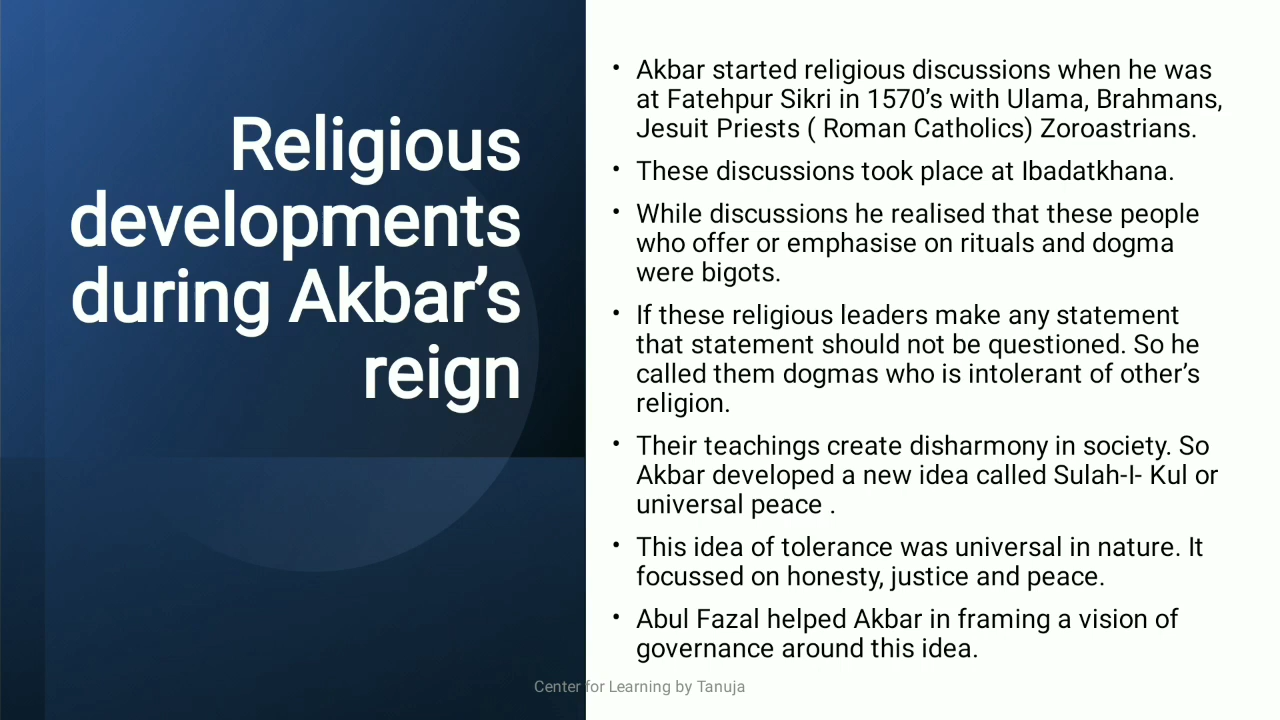 Religious
developments
during Akbar’s
reign
• Akbar started religious discussions when he was
at Fatehpur Sikri in 1570’s with Ulama, Brahmans,
Jesuit Priests ( Roman Catholics) Zoroastrians.
• These discussions took place at Ibadatkhana.
• While discussions he realised that these people
who offer or emphasise on rituals and dogma
were bigots.
• If these religious leaders make any statement
that statement should not be questioned. So he
called them dogmas who is intolerant of other’s
religion.
• Their teachings create disharmony in society. So
Akbar developed a new idea called Sulah-I- Kul or
universal peace .
• This idea of tolerance was universal in nature. It
focussed on honesty, justice and peace.
• Abul Fazal helped Akbar in framing a vision of
governance around this idea.
Center for Learning by Tanuja